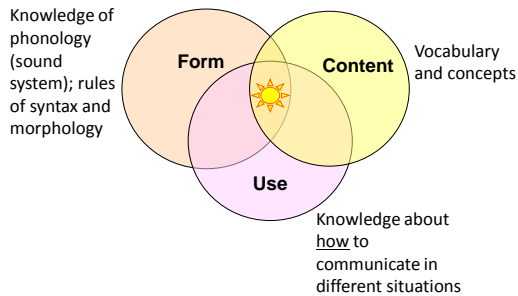 Knowledge of
phonology
(sound
system); rules
of syntax and
morphology
Form
Content
Vocabulary
and concepts
Use
Knowledge about
how to
communicate in
different situations